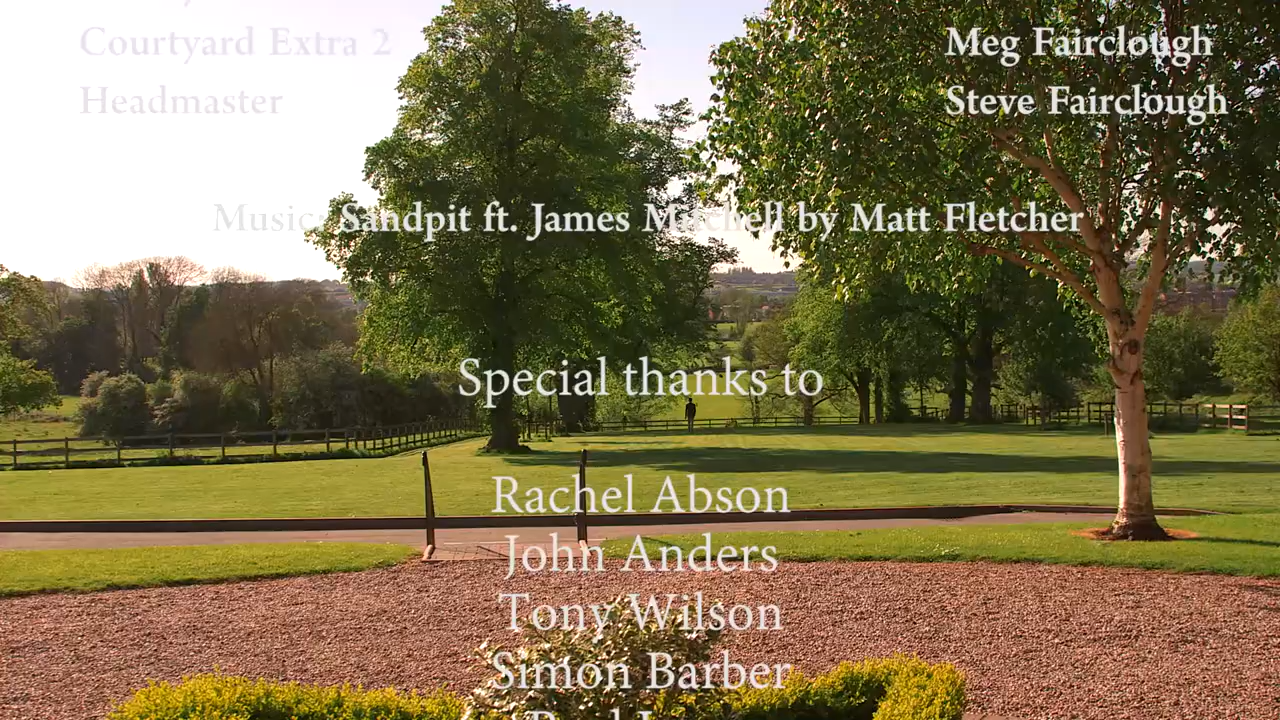 Courtyard Extra 2 Meg Fairclough
Headmaster Steve Fairclough
Music: Sandpit ft. James Mitchell by Matt Fletcher
Special thanks to
Rachel Abson
John Anders
Tony Wilson
Simon Barber